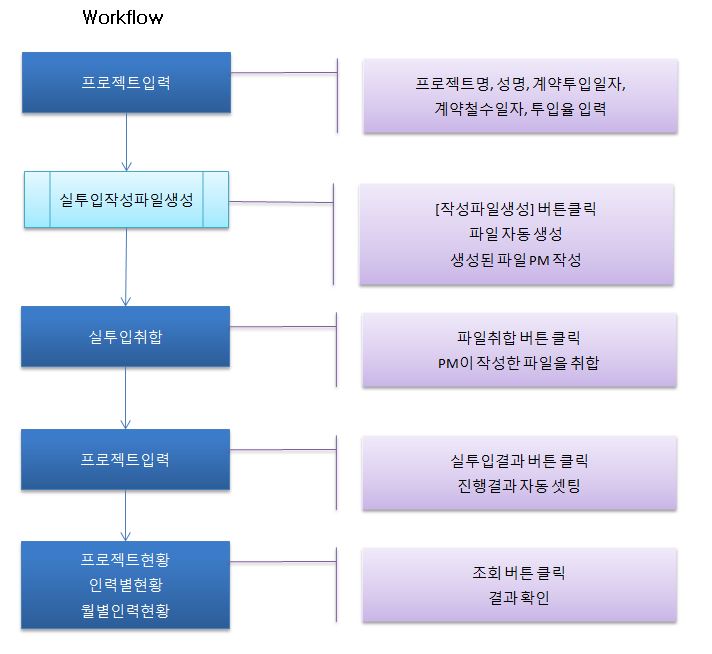 Workflow
프로젝트입력
프로젝트명, 성명, 계약투입일자,
계약철수일자, 투입율 입력
실투입작성파일생성
[작성파일생성] 버튼클릭
파일 자동 생성
생성된 파일 PM 작성
실투입취합
파일취합 버튼 클릭
PM이 작성한 파일을 취합
프로젝트입력
실투입결과 버튼 클릭
진행결과 자동 셋팅
프로젝트현황
인력별현황
월별인력현황
조회 버튼 클릭
결과 확인